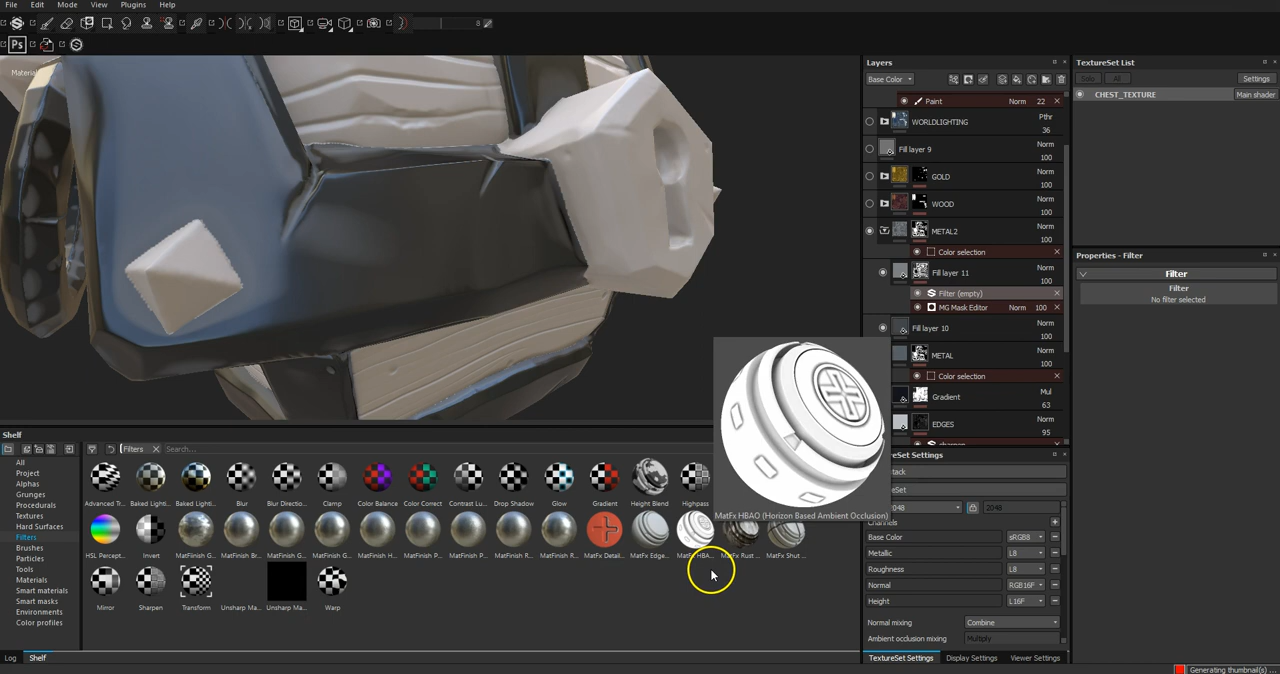 File Edit Mode View Plugins Help
8
Ps
Material
Layers
Base Color
Paint Norm 22
WORLDLIGHTING Pthr 36
Fill layer 9 Norm 100
GOLD Norm 100
WOOD Norm 100
METAL2 Norm 100
Color selection
Fill layer 11 Norm 100
Filter (empty)
MG Mask Editor Norm 100
Fill layer 10 Norm 100
METAL Norm 100
Color selection
Gradient Mul 63
EDGES Norm 95
sharpen
TextureSet List
Solo All Settings
CHEST_TEXTURE Main shader
Properties - Filter
Filter
Filter
No filter selected
MatFx HBAO (Horizon Based Ambient Occlusion)
Shelf
Filters Search...
All
Project
Alphas
Grunges
Procedurals
Textures
Hard Surfaces
Filters
Brushes
Particles
Tools
Materials
Smart materials
Smart masks
Environments
Color profiles
Advanced Tr... Baked Lighti... Baked Lighti... Blur Blur Directio... Clamp Color Balance Color Correct Contrast Lu... Drop Shadow Glow Gradient Height Blend Highpass
HSL Percept... Invert MatFinish G... MatFinish Br... MatFinish G... MatFinish H... MatFinish P... MatFinish P... MatFinish R... MatFinish R... MatFx Detail... MatFx Edge... MatFx HBA... MatFx Rust ... MatFx Shut ...
Mirror Sharpen Transform Unsharp Ma... Unsharp Ma... Warp
2048 2048
Channels
Base Color sRGB8
Metallic L8
Roughness L8
Normal RGB16F
Height L16F
Normal mixing Combine
Ambient occlusion mixing Multiply
TextureSet Settings Display Settings Viewer Settings
Log Shelf
Generating thumbnail(s) ...